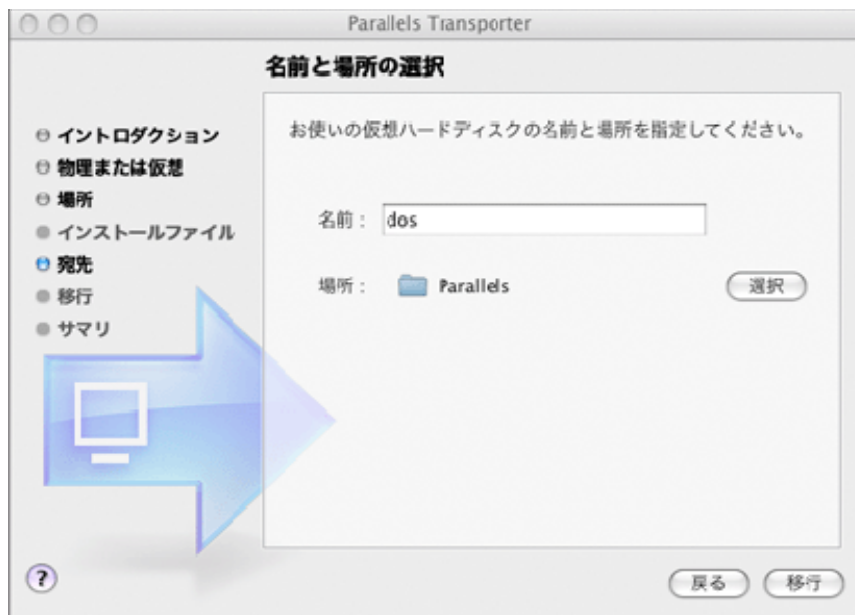 Parallels Transporter
名前と場所の選択
イントロダクション
物理または仮想
場所
インストールファイル
宛先
移行
サマリ
お使いの仮想ハードディスクの名前と場所を指定してください。
名前： dos
場所： Parallels 選択
?
戻る 移行